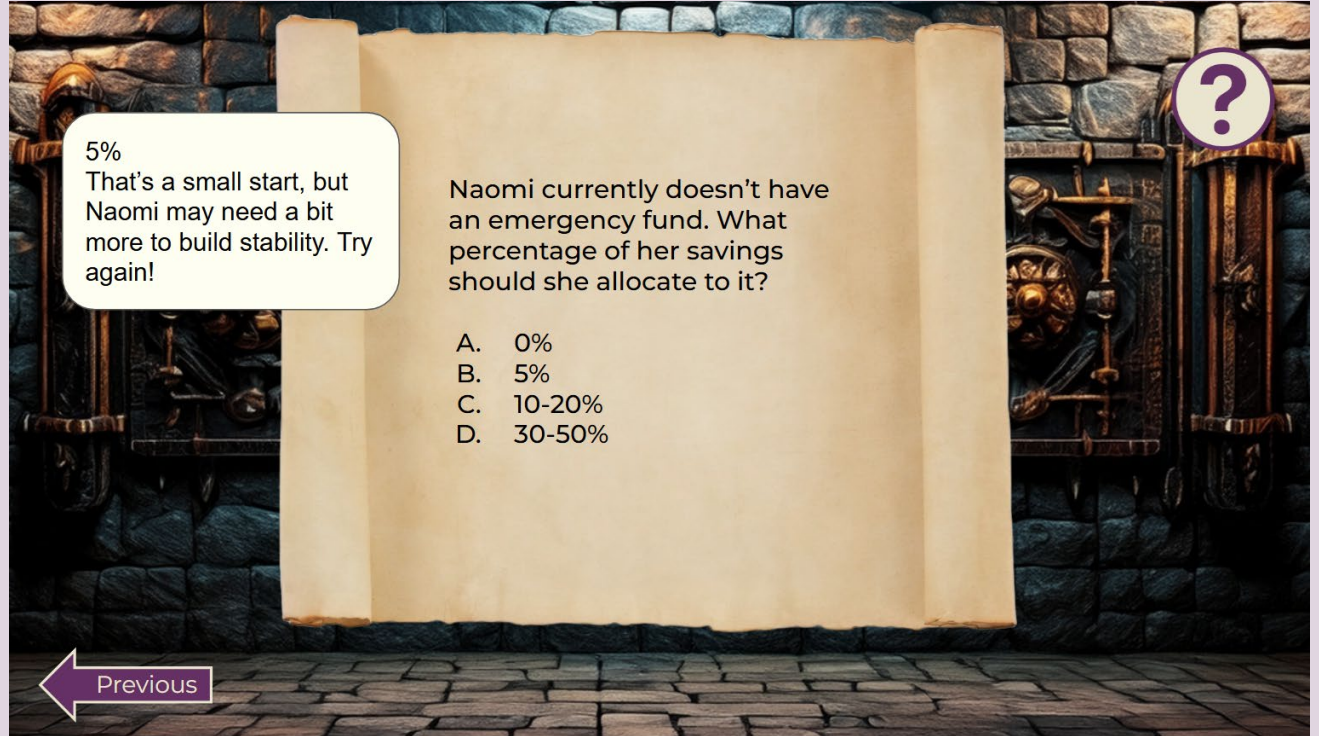 5%
That’s a small start, but
Naomi may need a bit
more to build stability. Try
again!
?
Naomi currently doesn’t have
an emergency fund. What
percentage of her savings
should she allocate to it?
A. 0%
B. 5%
C. 10-20%
D. 30-50%
Previous